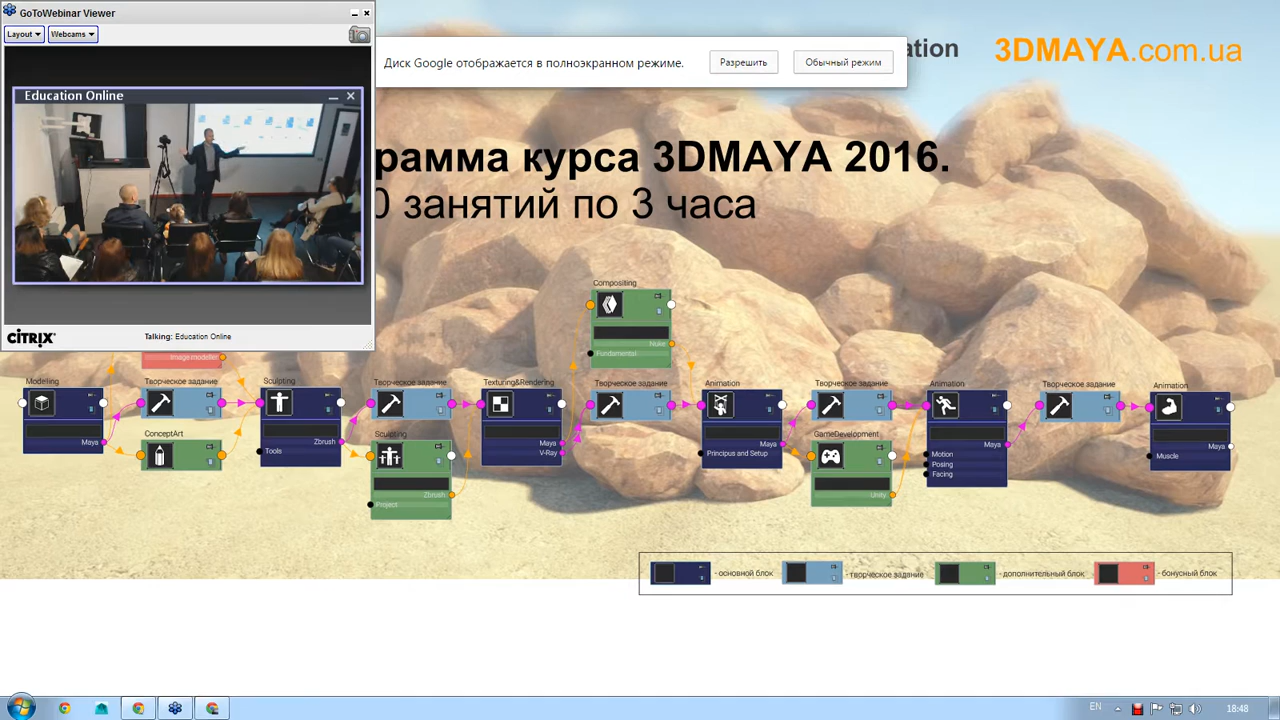 GoToWebinar Viewer
Layout
Webcams
Education Online
CITRIX
Talking: Education Online
Диск Google отображается в полноэкранном режиме.
Разрешить
Обычный режим
ation
3DMAYA.com.ua
рамма курса 3DMAYA 2016.
0 занятий по 3 часа
Compositing
Nuke
Fundamental
Image modeller
Modelling
Maya
Творческое задание
ConceptArt
Sculpting
Zbrush
Tools
Творческое задание
Sculpting
Zbrush
Project
Texturing&Rendering
Maya
V-Ray
Творческое задание
Animation
Maya
Principus and Setup
Творческое задание
GameDevelopment
Unity
Animation
Maya
Motion
Posing
Facing
Творческое задание
Animation
Maya
Muscle
- основной блок
- творческое задание
- дополнительный блок
- бонусный блок
EN
18:48